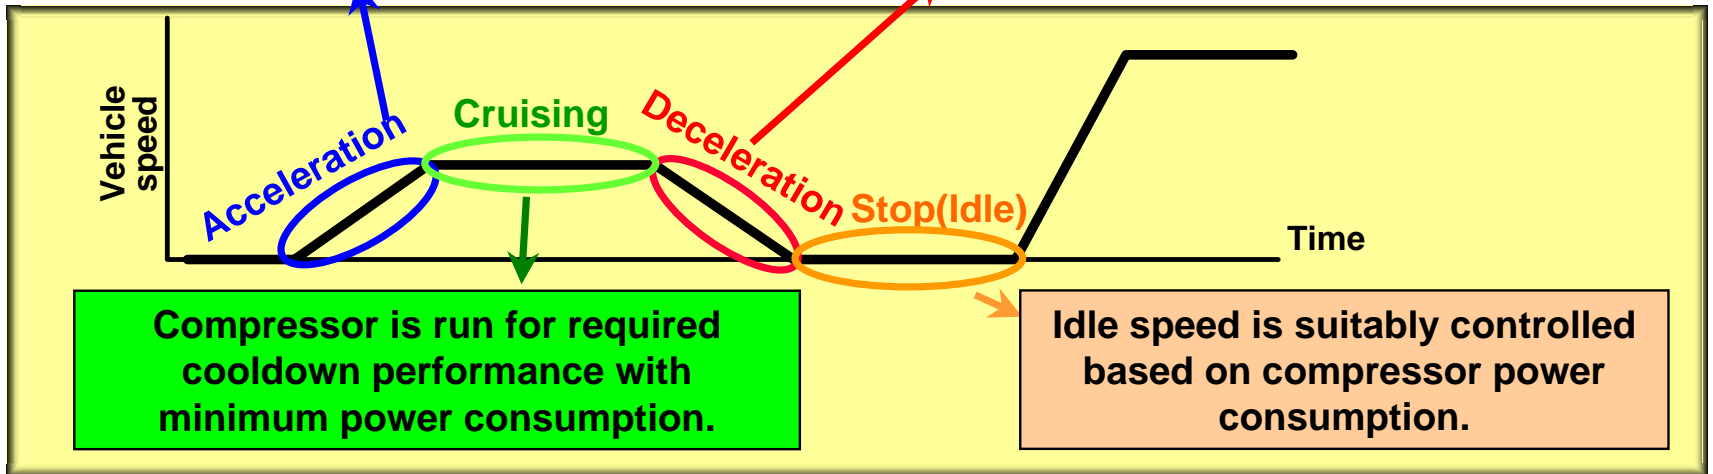 Vehicle
speed
Acceleration
Cruising
Deceleration
Stop(Idle)
Time
Compressor is run for required
cooldown performance with
minimum power consumption.
Idle speed is suitably controlled
based on compressor power
consumption.